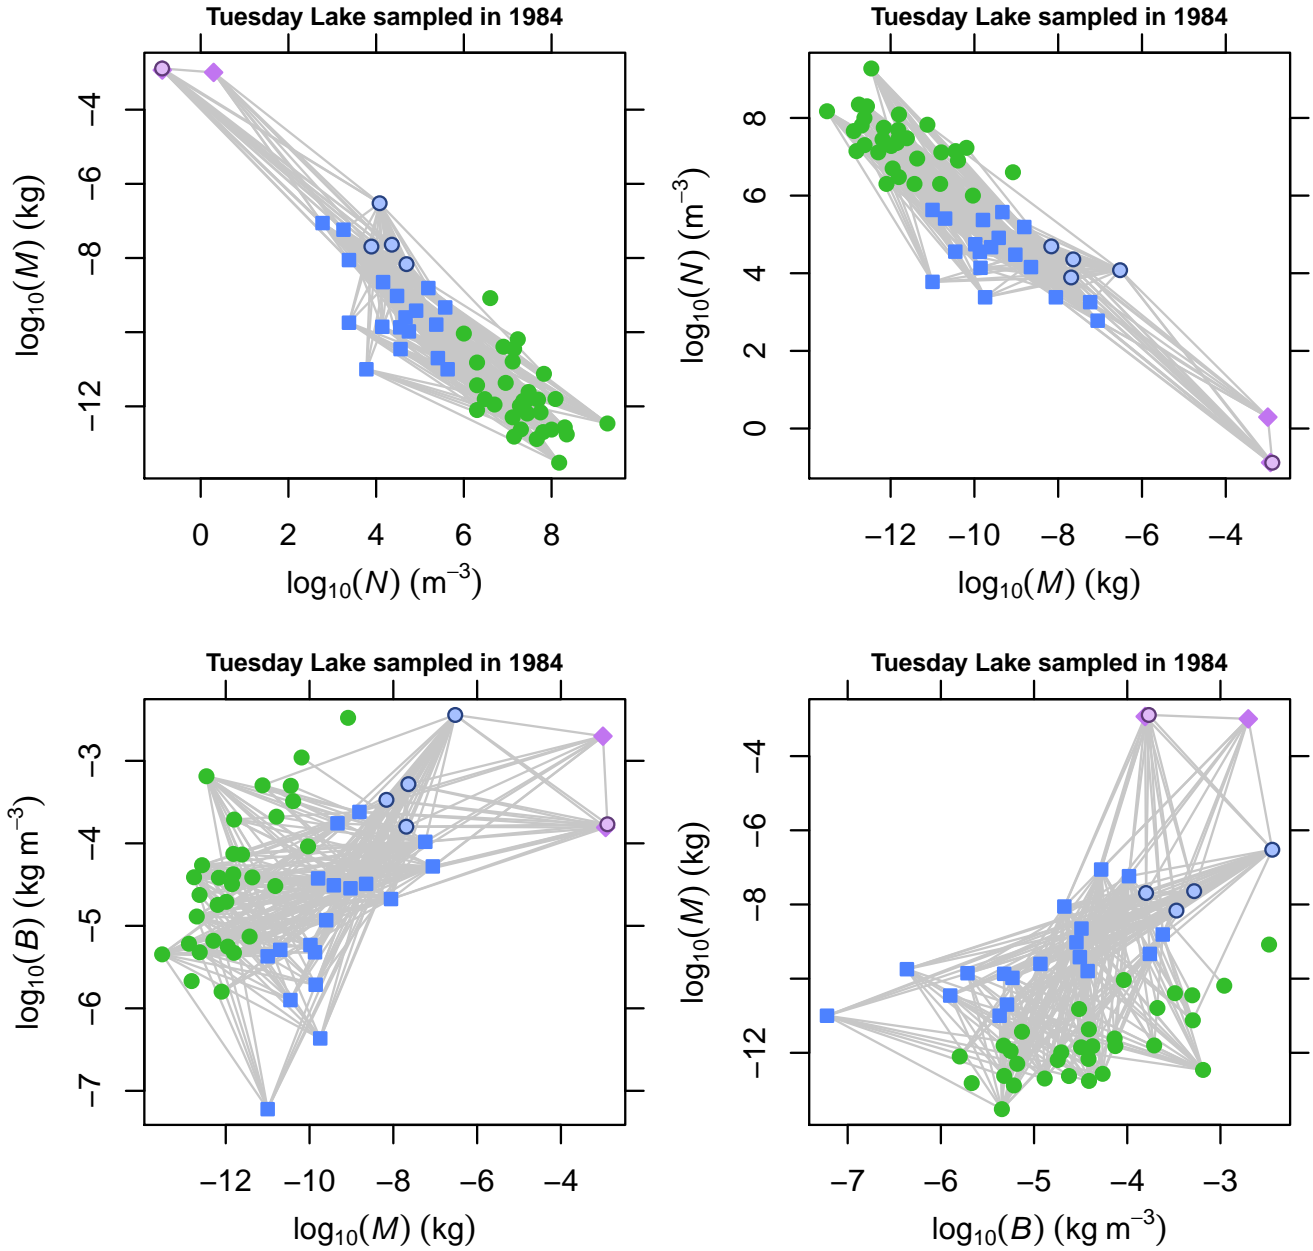 Tuesday Lake sampled in 1984
−4
−6
−8
−12
log10(M) (kg)
0 2 4 6 8
log10(N) (m−3)
Tuesday Lake sampled in 1984
8
6
4
2
0
log10(N) (m−3)
−12 −10 −8 −6 −4
log10(M) (kg)
Tuesday Lake sampled in 1984
−3
−4
−5
−6
−7
log10(B) (kg m−3)
−12 −10 −8 −6 −4
log10(M) (kg)
Tuesday Lake sampled in 1984
−4
−6
−8
−12
log10(M) (kg)
−7 −6 −5 −4 −3
log10(B) (kg m−3)